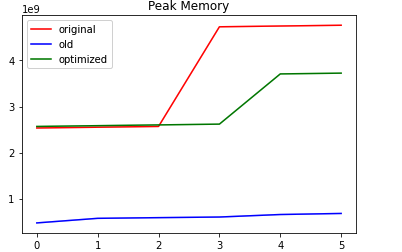 Peak Memory
1e9
original
old
optimized
4
3
2
1
0 1 2 3 4 5